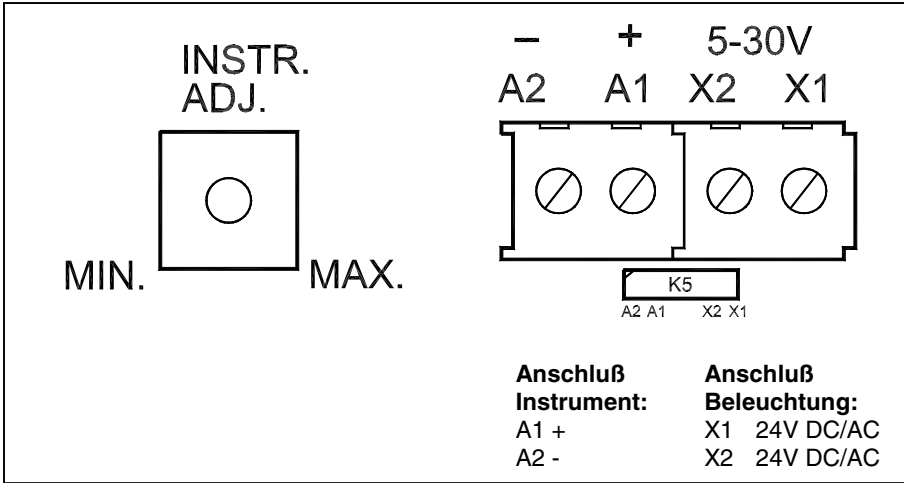 INSTR.
ADJ.
MIN.
MAX.
− + 5-30V
A2 A1 X2 X1
K5
A2 A1 X2 X1
Anschluß
Instrument:
A1 +
A2 -
Anschluß
Beleuchtung:
X1 24V DC/AC
X2 24V DC/AC